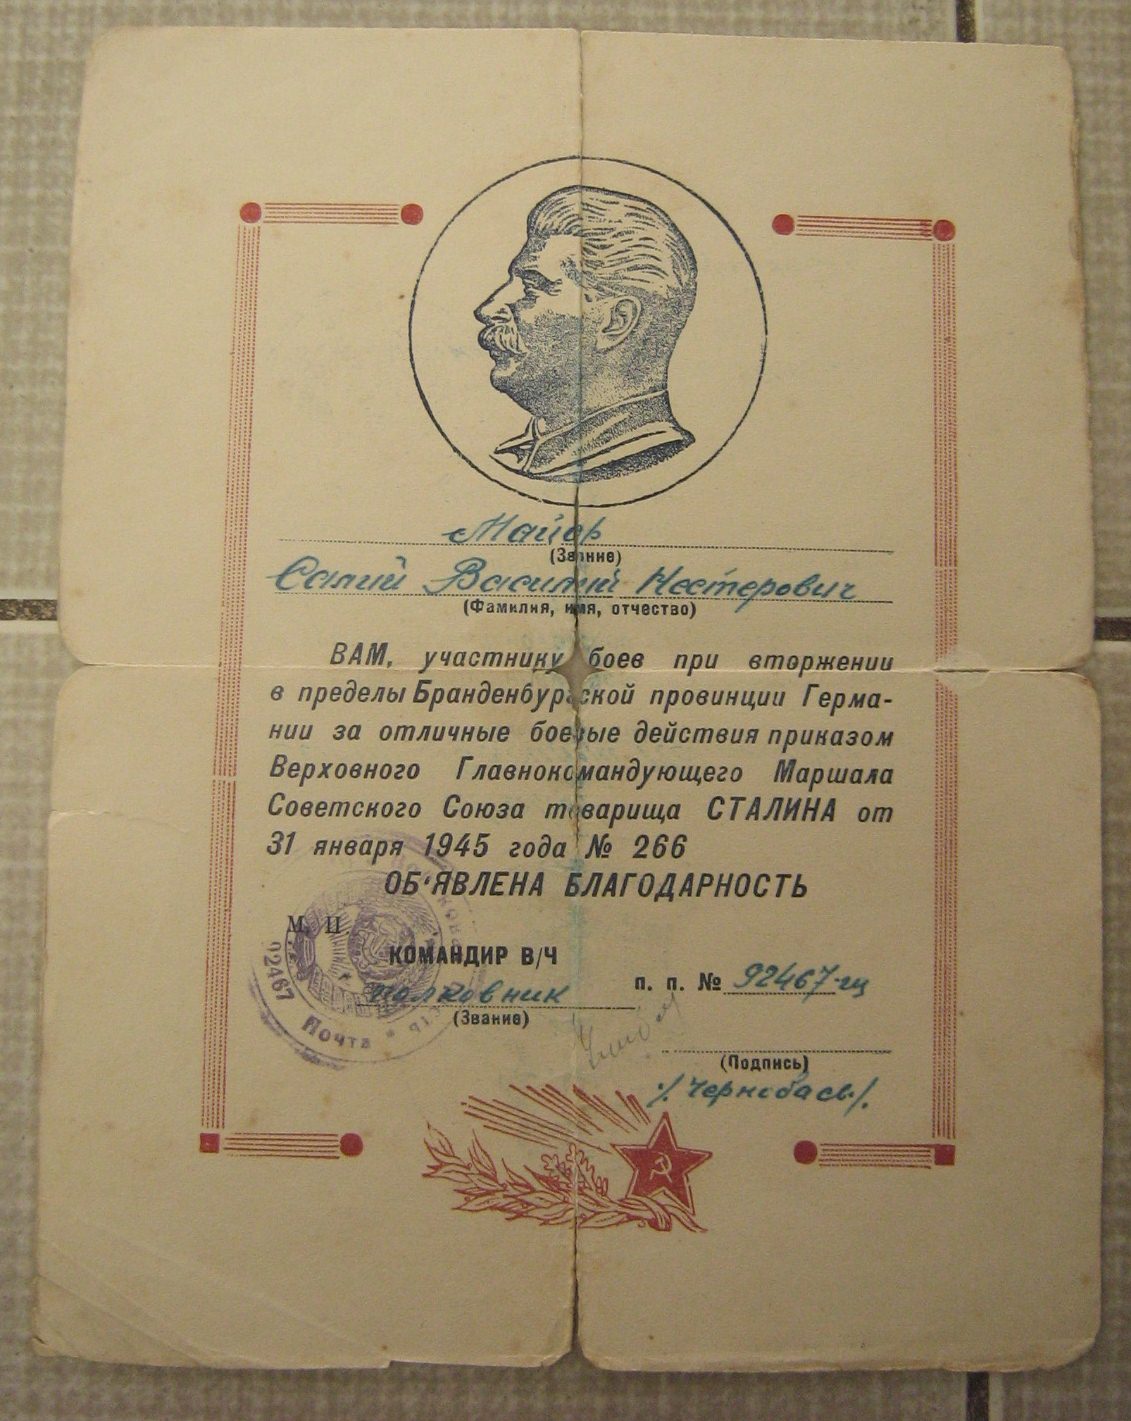 Майор
(Звание)
Сапий Василий Нестерович
(Фамилия, имя, отчество)
ВАМ, участнику боев при вторжении
в пределы Бранденбургской провинции Герма-
нии за отличные боевые действия приказом
Верховного Главнокомандующего Маршала
Советского Союза товарища СТАЛИНА от
31 января 1945 года № 266
ОБ'ЯВЛЕНА БЛАГОДАРНОСТЬ
М. П.
КОМАНДИР В/Ч
п. п. № 92467-щ
полковник
(Звание)
02467
Почта
(Подпись)